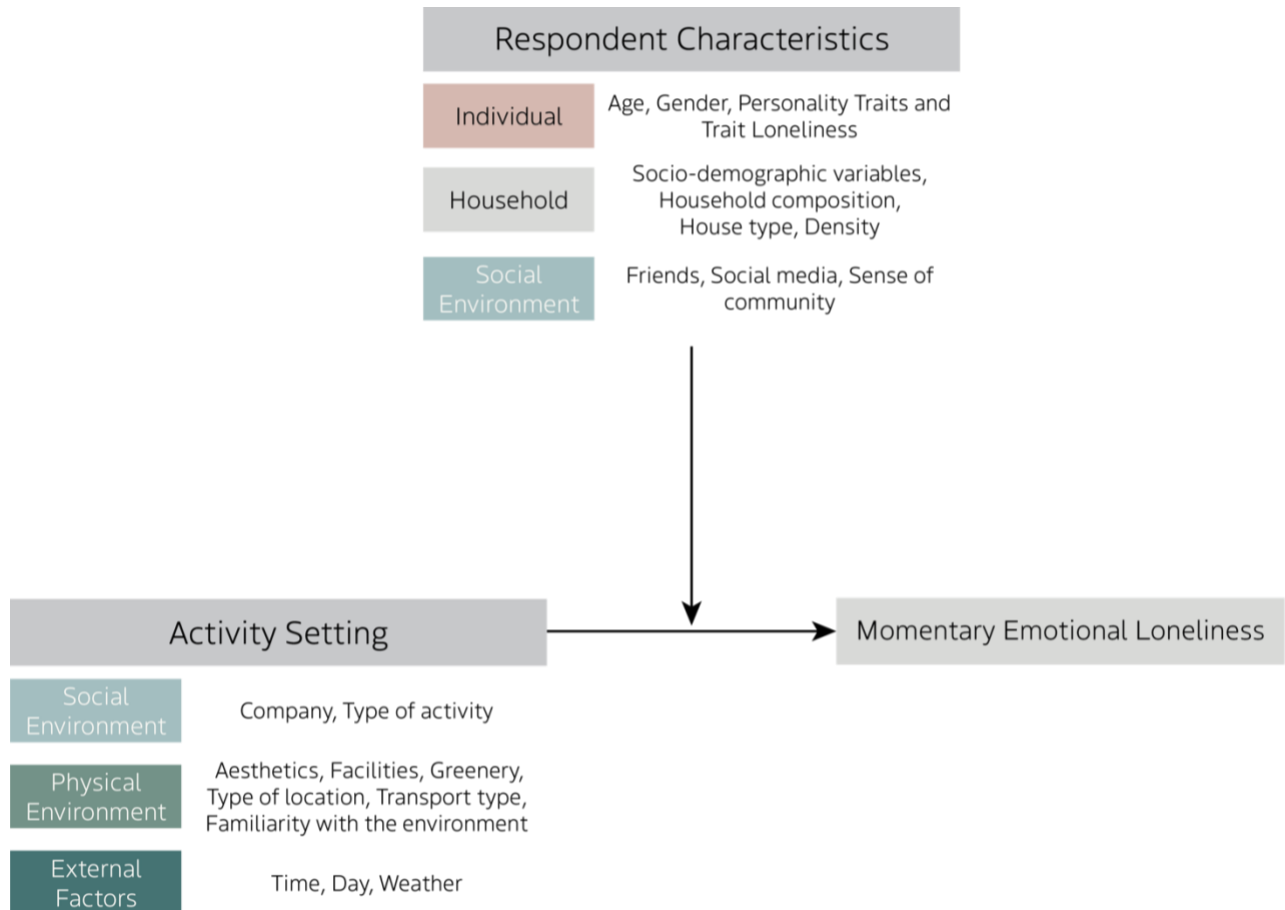 Respondent Characteristics
Individual
Age, Gender, Personality Traits and
Trait Loneliness
Household
Socio-demographic variables,
Household composition,
House type, Density
Social
Environment
Friends, Social media, Sense of
community
Activity Setting
Momentary Emotional Loneliness
Social
Environment
Company, Type of activity
Physical
Environment
Aesthetics, Facilities, Greenery,
Type of location, Transport type,
Familiarity with the environment
External
Factors
Time, Day, Weather